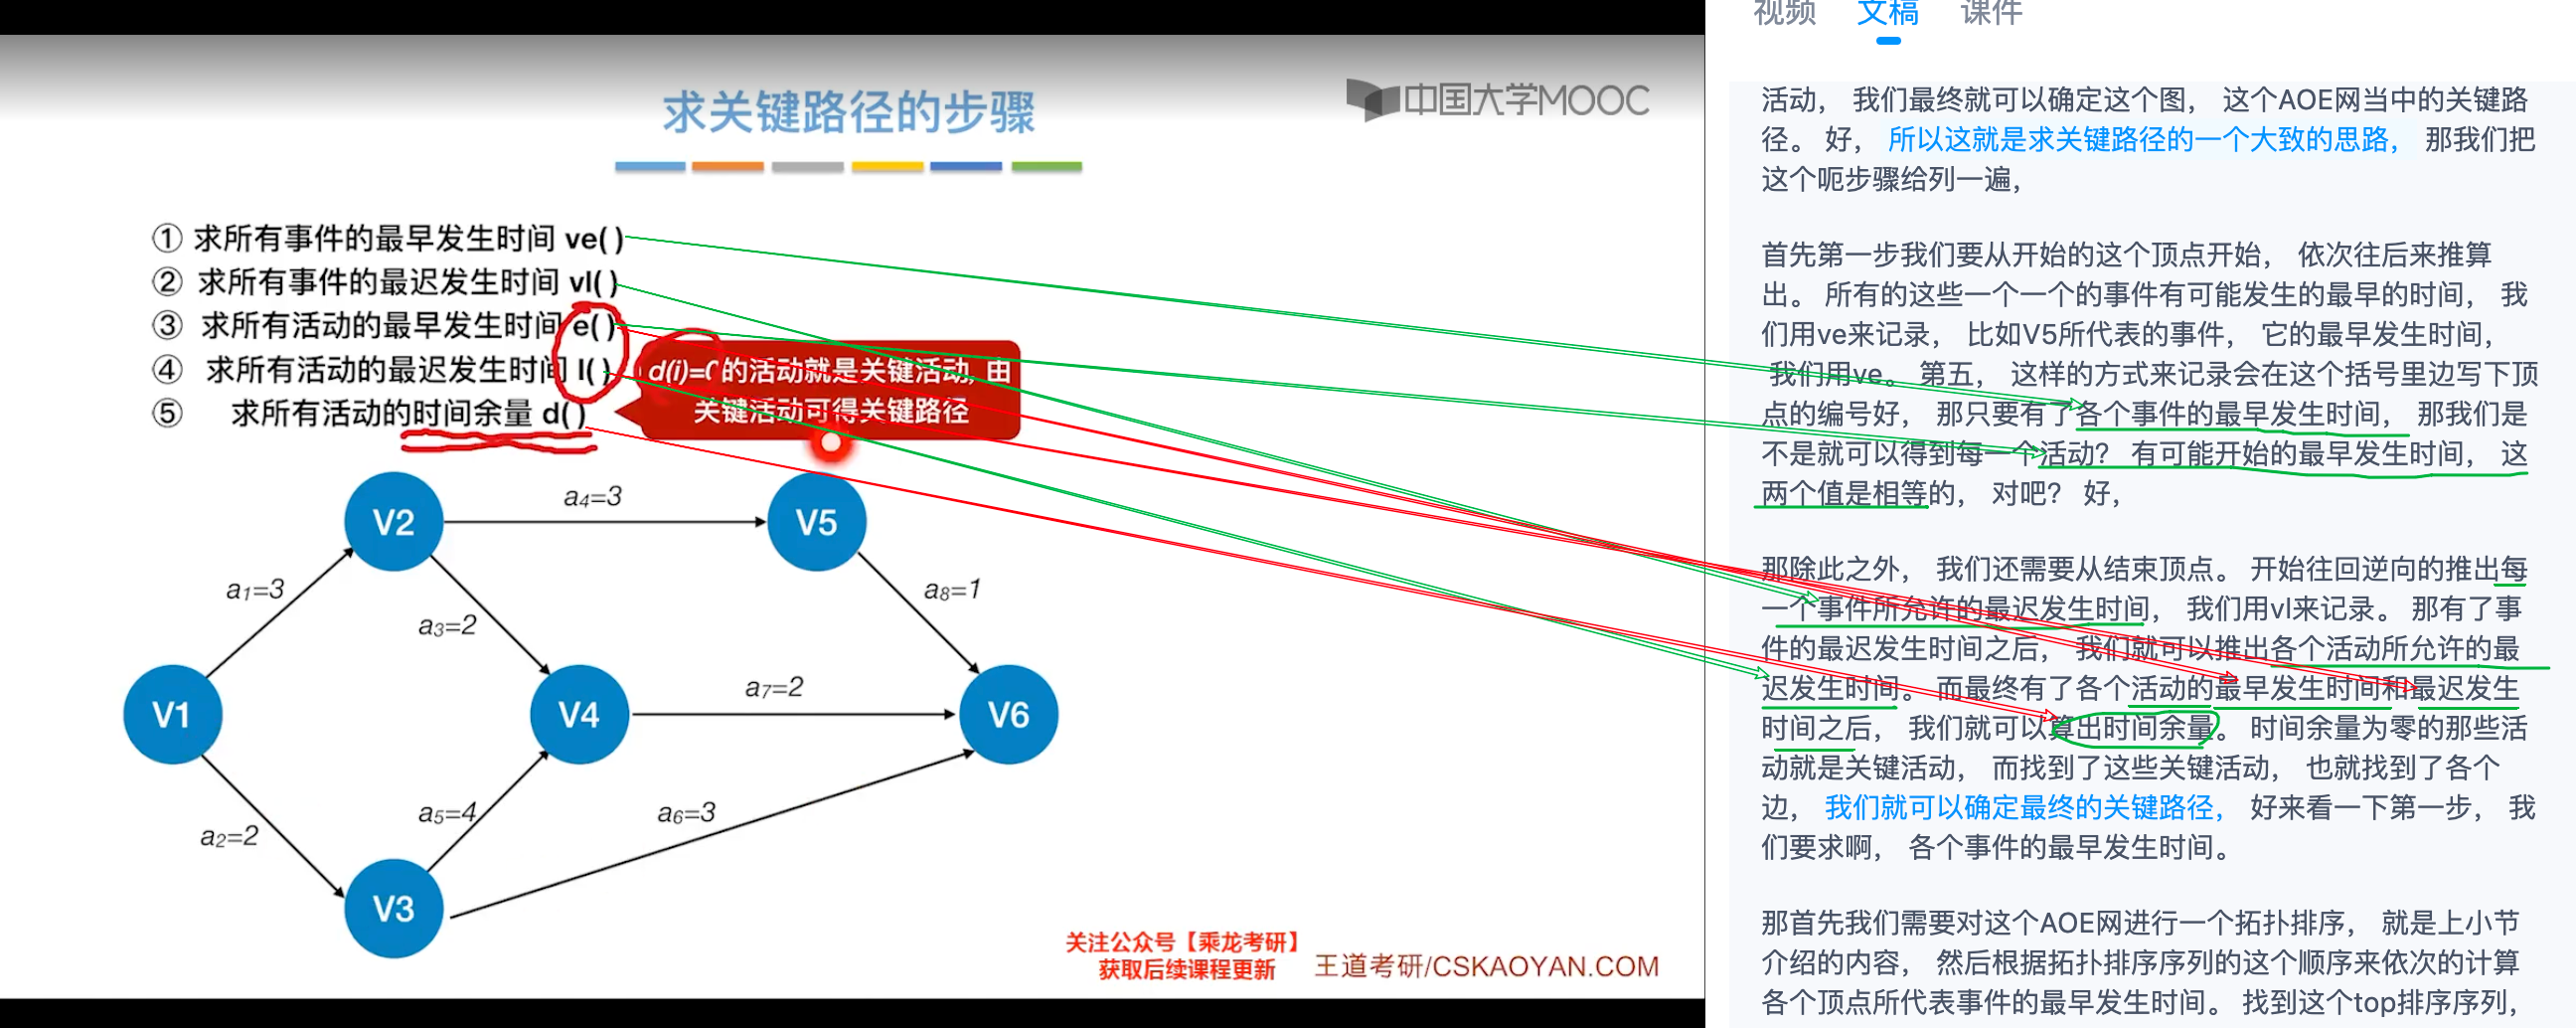 求关键路径的步骤
中国大学MOOC
① 求所有事件的最早发生时间 ve( )
② 求所有事件的最迟发生时间 vl( )
③ 求所有活动的最早发生时间 e( )
④ 求所有活动的最迟发生时间 l( )
⑤ 求所有活动的时间余量 d( )
d(i)=0的活动就是关键活动, 由
关键活动可得关键路径
V2
a4=3
V5
a1=3
a3=2
a8=1
V1
V4
a7=2
V6
a2=2
a5=4
a6=3
V3
关注公众号【乘龙考研】
获取后续课程更新
王道考研/CSKAOYAN.COM
视频 文稿 课件
活动， 我们最终就可以确定这个图， 这个AOE网当中的关键路
径。 好， 所以这就是求关键路径的一个大致的思路， 那我们把
这个呃步骤给列一遍，
首先第一步我们要从开始的这个顶点开始， 依次往后来推算
出。 所有的这些一个一个的事件有可能发生的最早的时间， 我
们用ve来记录， 比如V5所代表的事件， 它的最早发生时间，
我们用ve。 第五， 这样的方式来记录会在这个括号里边写下顶
点的编号好， 那只要有了各个事件的最早发生时间， 那我们是
不是就可以得到每一个活动？ 有可能开始的最早发生时间， 这
两个值是相等的， 对吧？ 好，
那除此之外， 我们还需要从结束顶点。 开始往回逆向的推出每
一个事件所允许的最迟发生时间， 我们用vl来记录。 那有了事
件的最迟发生时间之后， 我们就可以推出各个活动所允许的最
迟发生时间。 而最终有了各个活动的最早发生时间和最迟发生
时间之后， 我们就可以算出时间余量。 时间余量为零的那些活
动就是关键活动， 而找到了这些关键活动， 也就找到了各个
边， 我们就可以确定最终的关键路径， 好来看一下第一步， 我
们要求啊， 各个事件的最早发生时间。
那首先我们需要对这个AOE网进行一个拓扑排序， 就是上小节
介绍的内容， 然后根据拓扑排序序列的这个顺序来依次的计算
各个顶点所代表事件的最早发生时间。 找到这个top排序序列，